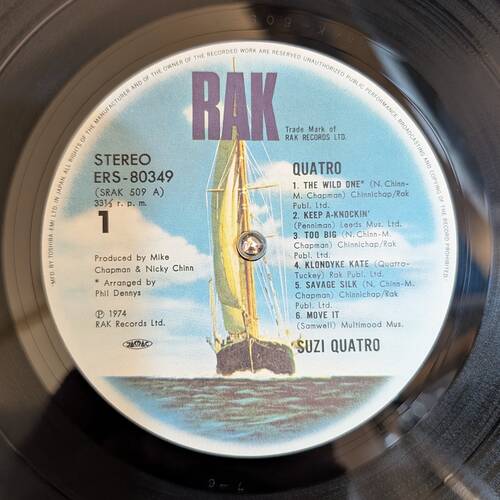 ALL RIGHTS OF THE MANUFACTURER AND OF THE OWNER OF THE RECORDED WORK ARE RESERVED UNAUTHORIZED PUBLIC PERFORMANCE, BROADCASTING AND COPYING OF THE RECORD PROHIBITED
MFD. BY TOSHIBA EMI LTD. IN JAPAN.
RAK
Trade Mark of
RAK RECORDS LTD.
STEREO
ERS-80349
(SRAK 509 A)
33⅓ r. p. m.
1
Produced by Mike
Chapman & Nicky Chinn
* Arranged by
Phil Dennys
Ⓟ 1974
RAK Records Ltd.
JASRAC
QUATRO
1. THE WILD ONE* (N. Chinn-
M. Chapman) Chinnichap/Rak
Publ. Ltd.
2. KEEP A-KNOCKIN'
(Penniman) Leeds Mus. Ltd.
3. TOO BIG (N. Chinn-M.
Chapman) Chinnichap/Rak
Publ. Ltd.
4. KLONDYKE KATE (Quatro-
Tuckey) Rak Publ. Ltd.
5. SAVAGE SILK (N. Chinn-
M. Chapman) Chinnichap/Rak
Publ. Ltd.
6. MOVE IT
(Samwell) Multimood Mus.
SUZI QUATRO